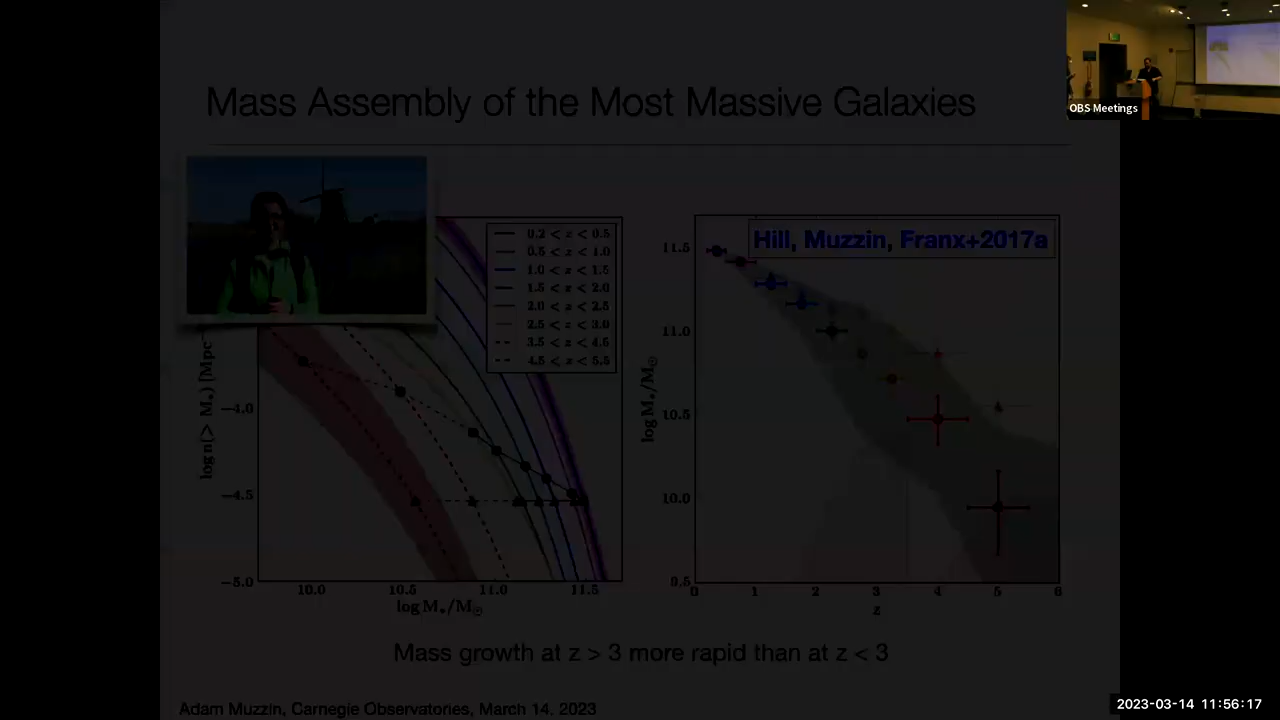 Mass Assembly of the Most Massive Galaxies
OBS Meetings
0.2 < z < 0.5
0.5 < z < 1.0
1.0 < z < 1.5
1.5 < z < 2.0
2.0 < z < 2.5
2.5 < z < 3.0
3.5 < z < 4.5
4.5 < z < 5.5
log n(> M*) [Mpc
−4.0
−4.5
−5.0
10.0 10.5 11.0 11.5
log M*/M⊙
Hill, Muzzin, Franx+2017a
log M*/M⊙
11.5
11.0
10.5
10.0
9.5
0 1 2 3 4 5 6
z
Mass growth at z > 3 more rapid than at z < 3
Adam Muzzin, Carnegie Observatories, March 14, 2023
2023-03-14 11:56:17